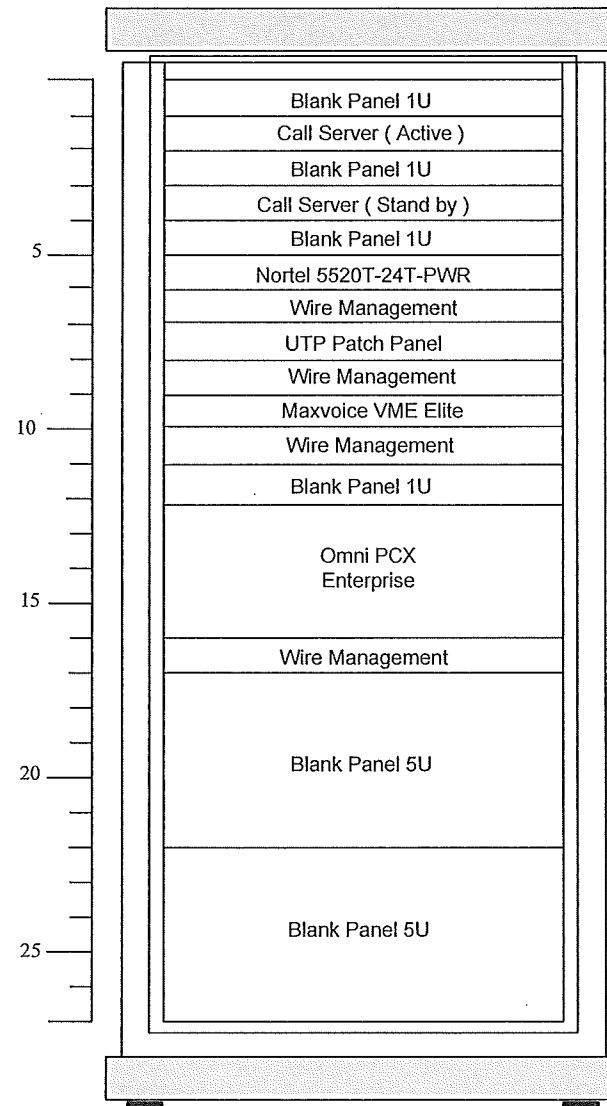 Blank Panel 1U
Call Server ( Active )
Blank Panel 1U
Call Server ( Stand by )
Blank Panel 1U
5
Nortel 5520T-24T-PWR
Wire Management
UTP Patch Panel
Wire Management
Maxvoice VME Elite
10
Wire Management
Blank Panel 1U
Omni PCX
Enterprise
15
Wire Management
Blank Panel 5U
20
Blank Panel 5U
25